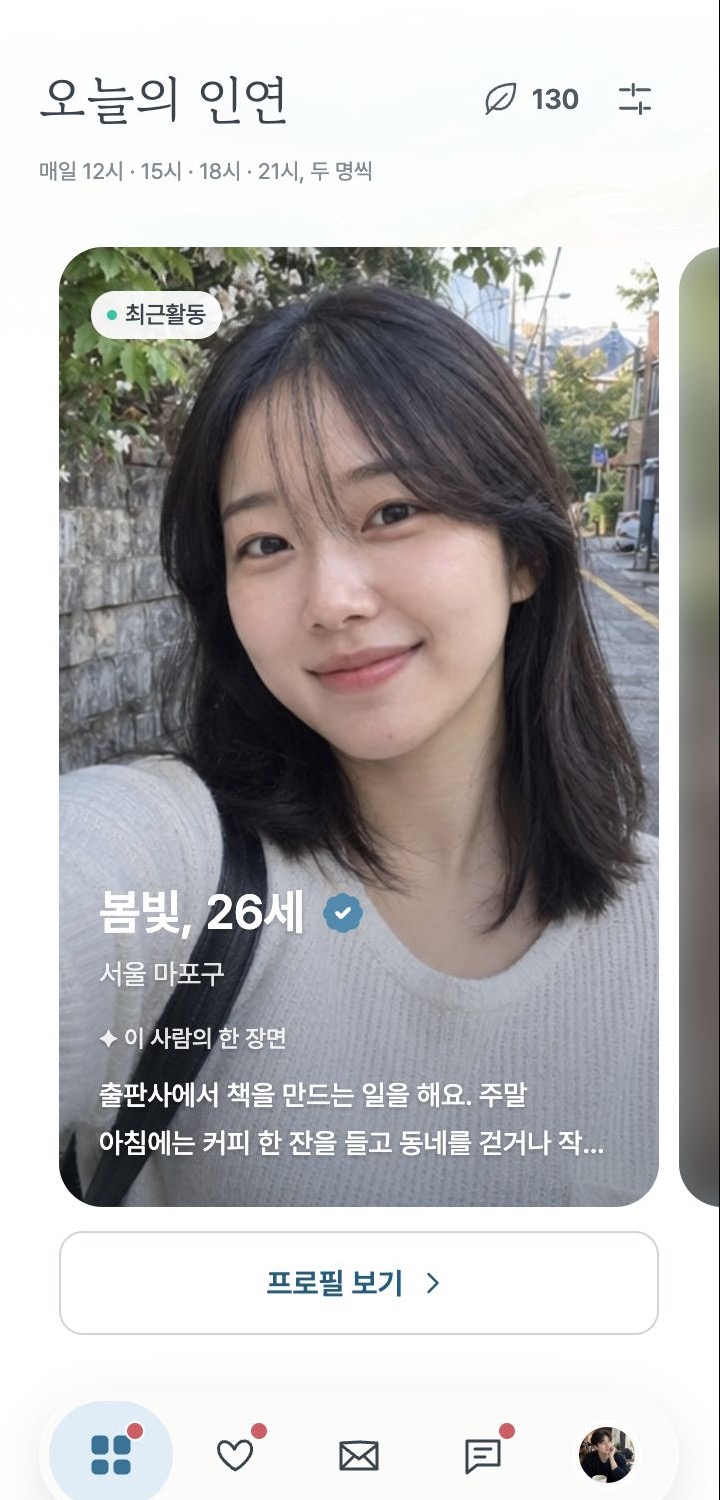 오늘의 인연
130
매일 12시 · 15시 · 18시 · 21시, 두 명씩
최근활동
봄빛, 26세
서울 마포구
✦ 이 사람의 한 장면
출판사에서 책을 만드는 일을 해요. 주말
아침에는 커피 한 잔을 들고 동네를 걷거나 작...
프로필 보기